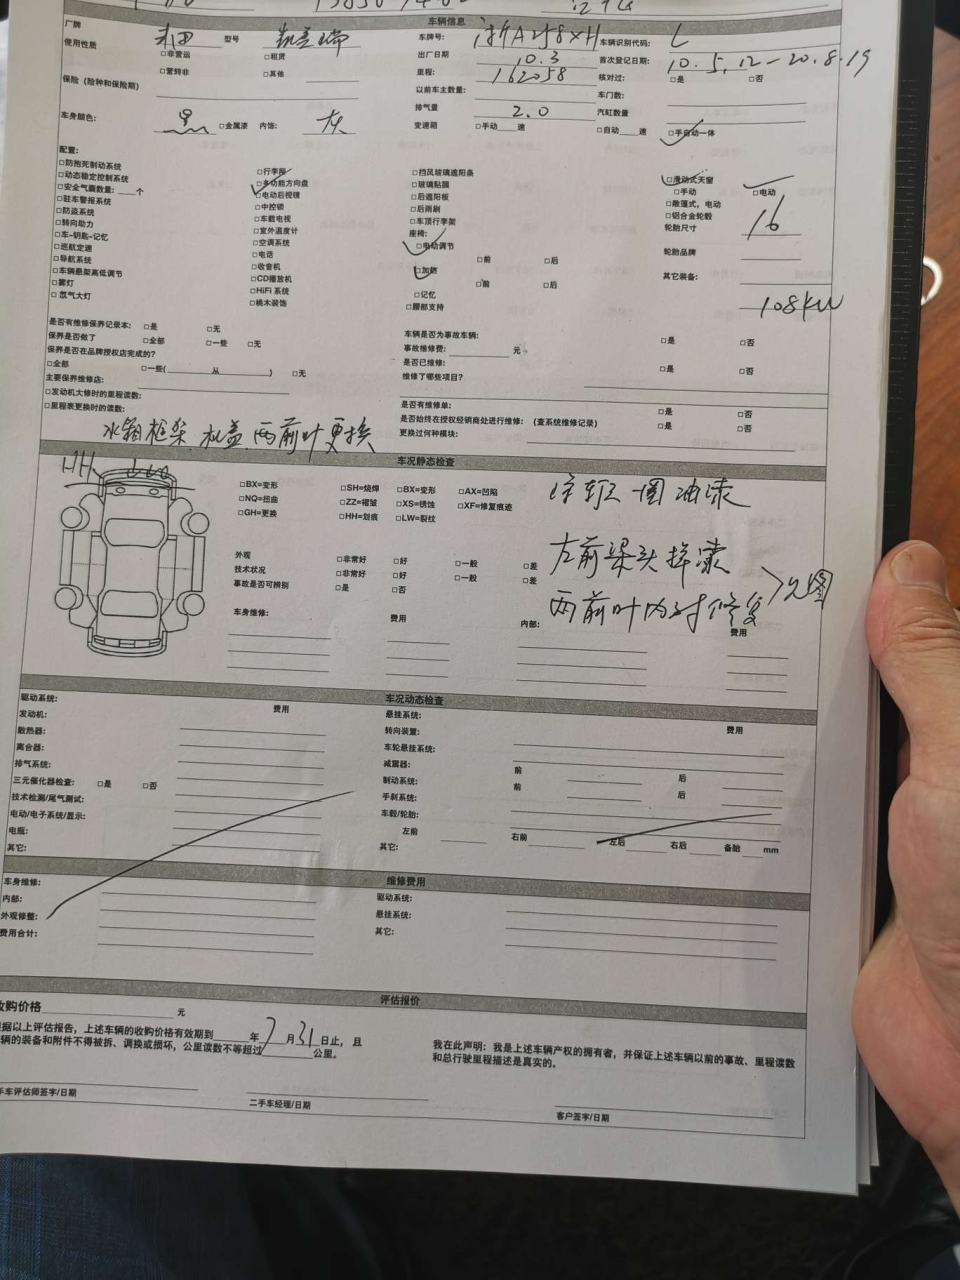 车辆信息
厂牌 丰田 型号 凯美瑞 车牌号: 车辆识别代码: L
使用性质 □非营运 □租赁 出厂日期 10.3 首次登记日期: 10.5.12-20.8.19
□营转非 □其他 里程: 162058 核对过: □是 □否
保险（险种和保险期） 以前车主数量: 车门数:
排气量 2.0 汽缸数量
车身颜色: □金属漆 内饰: 灰 变速箱 □手动 速 □自动 速 □手自动一体
配置:
□防抱死制动系统 □行李厢 □挡风玻璃遮阳条 □滑动式天窗
□动态稳定控制系统 □多功能方向盘 □玻璃贴膜 □手动 □电动
□安全气囊数量: 个 □电动后视镜 □后遮阳板 □敞篷式，电动
□驻车警报系统 □中控锁 □后雨刷 □铝合金轮毂
□防盗系统 □车载电视 □车顶行李架 轮胎尺寸 16
□转向助力 □室外温度计 座椅:
□车-钥匙-记忆 □空调系统 □电动调节 轮胎品牌
□巡航定速 □电话 □前 □后
□导航系统 □收音机 □加热 其它装备:
□车辆悬架高低调节 □CD播放机 □前 □后
□雾灯 □HiFi 系统 □记忆 108KW
□氙气大灯 □桃木装饰 □腰部支持
是否有维修保养记录本: □是 □无 车辆是否为事故车辆: □是 □否
保养是否做了 □全部 □一些 □无 事故维修费: 元
保养是否在品牌授权店完成的? 是否已维修: □是 □否
□全部 □一些( 从 ) □无 维修了哪些项目?
主要保养维修店:
□发动机大修时的里程读数: 是否有维修单: □是 □否
□里程表更换时的读数: 是否始终在授权经销商处进行维修: (查系统维修记录) □是 □否
更换过何种模块:
水箱框架 机盖 两前叶更换
车况静态检查
HH
□BX=变形 □SH=烧焊 □BX=变形 □AX=凹陷
□NQ=扭曲 □ZZ=褶皱 □XS=锈蚀 □XF=修复痕迹
□GH=更换 □HH=划痕 □LW=裂纹
一圈油漆
左前梁头掉漆
两前叶内衬修复
见图
外观 □非常好 □好 □一般 □差
技术状况 □非常好 □好 □一般 □差
事故是否可辨别 □是 □否
车身维修: 费用 内部: 费用
车况动态检查
驱动系统: 费用 悬挂系统: 费用
发动机: 转向装置:
散热器: 车轮悬挂系统:
离合器: 减震器: 前 后
排气系统: 制动系统: 前 后
三元催化器检查: □是 □否 手刹系统:
技术检测/尾气测试: 车毂/轮胎:
电动/电子系统/显示: 左前 右前 左后 右后 备胎 mm
电瓶: 其它:
其它:
维修费用
车身维修: 驱动系统:
内部: 悬挂系统:
外观修整: 其它:
费用合计:
评估报价
收购价格 元
根据以上评估报告，上述车辆的收购价格有效期到 年 7 月 31 日止，且
辆的装备和附件不得被拆、调换或损坏，公里读数不等超过 公里。
我在此声明：我是上述车辆产权的拥有者，并保证上述车辆以前的事故、里程读数
和总行驶里程描述是真实的。
手车评估师签字/日期 二手车经理/日期 客户签字/日期